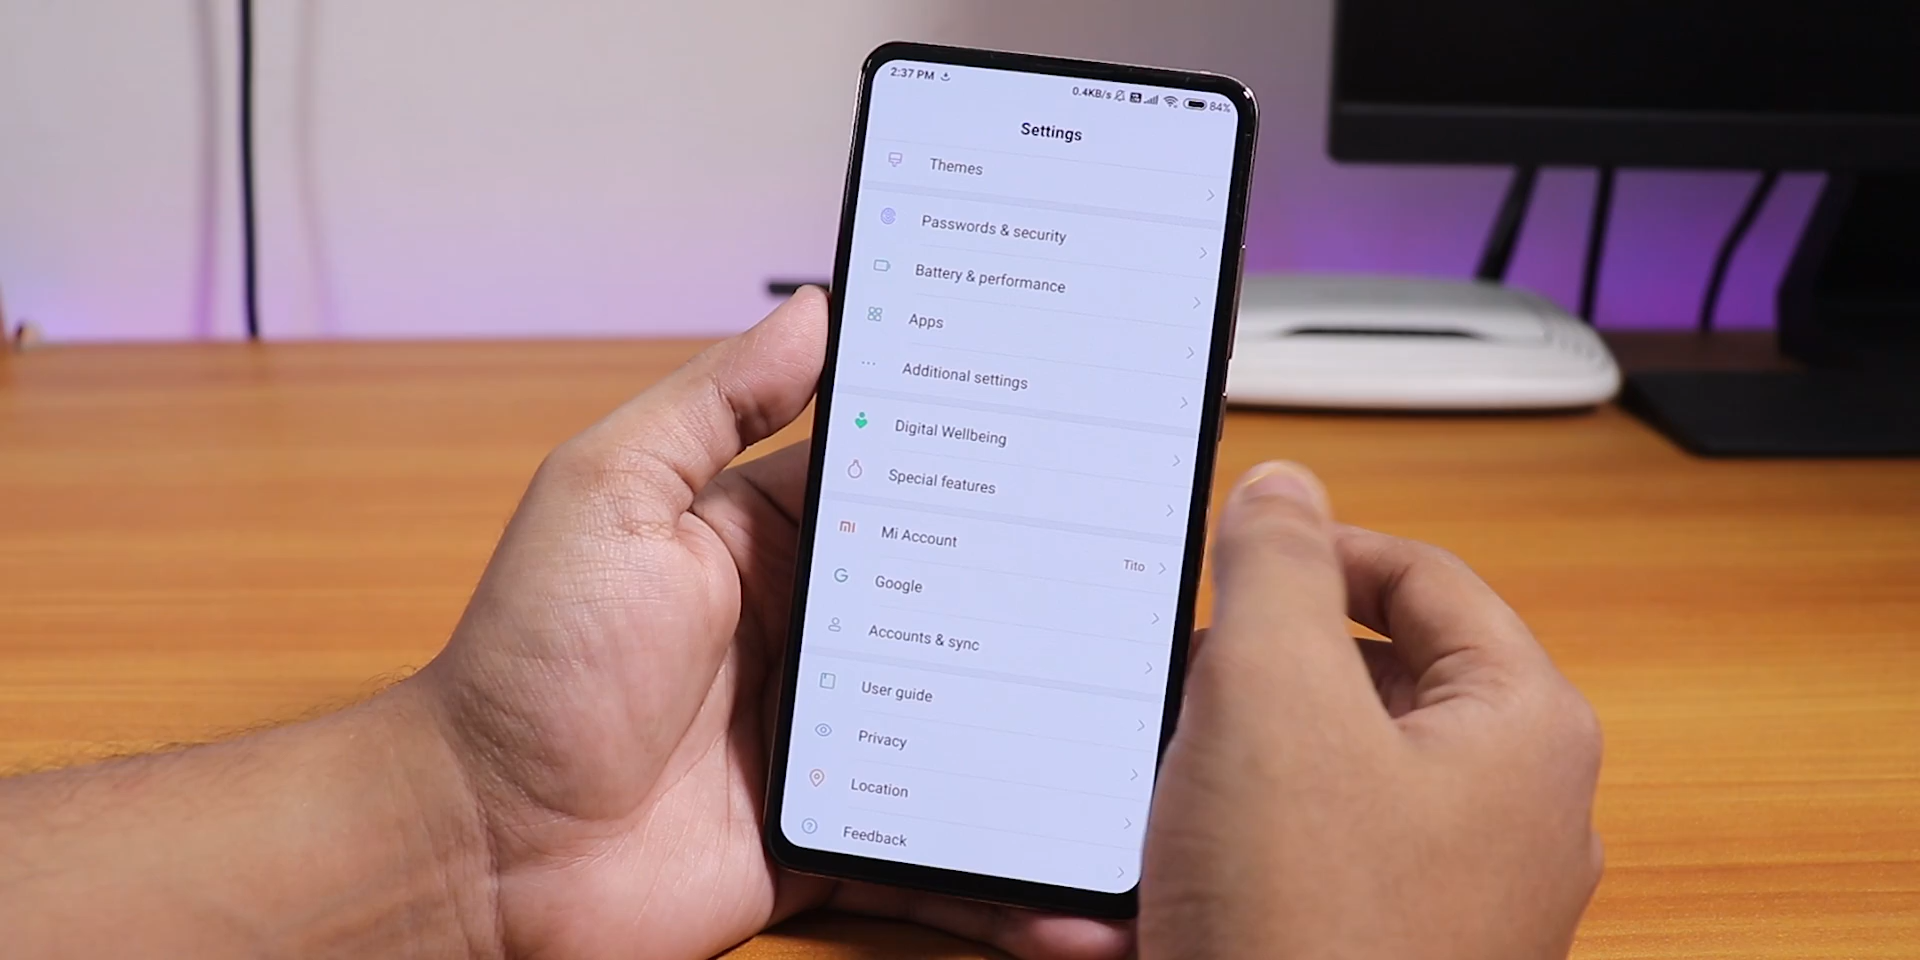 2:37 PM
0.4KB/s 84%
Settings
Themes
Passwords & security
Battery & performance
Apps
Additional settings
Digital Wellbeing
Special features
Mi Account Tito
Google
Accounts & sync
User guide
Privacy
Location
Feedback